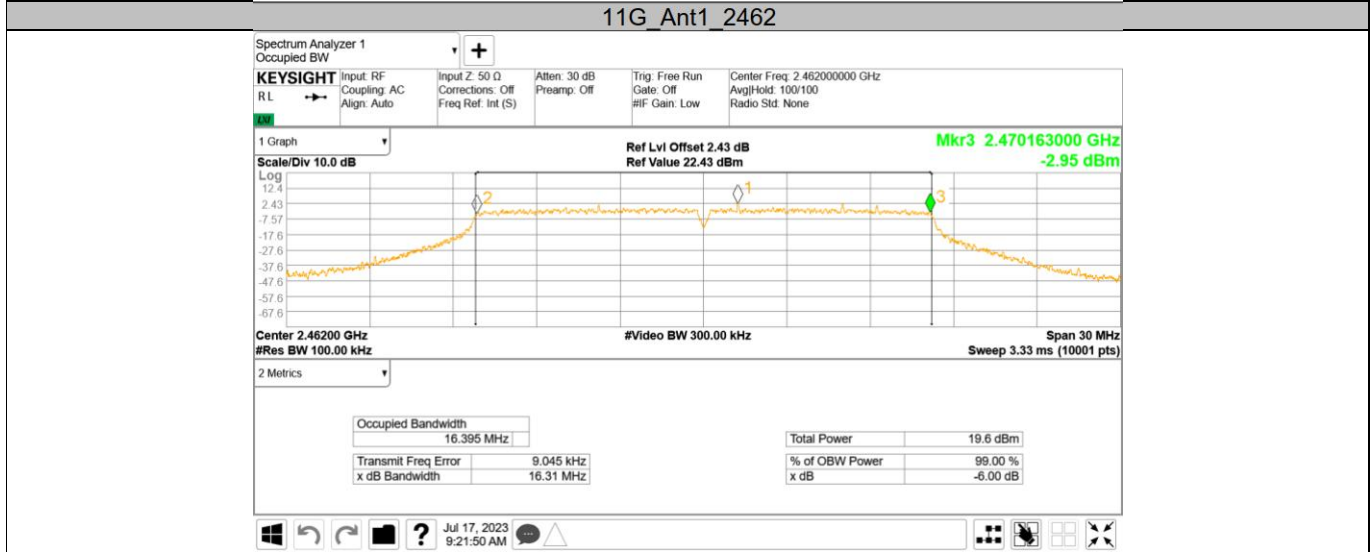 11G_Ant1_2462
Spectrum Analyzer 1
Occupied BW
+
KEYSIGHT
RL
LXI
Input: RF
Coupling: AC
Align: Auto
Input Z: 50 Ω
Corrections: Off
Freq Ref: Int (S)
Atten: 30 dB
Preamp: Off
Trig: Free Run
Gate: Off
#IF Gain: Low
Center Freq: 2.462000000 GHz
Avg|Hold: 100/100
Radio Std: None
1 Graph
Scale/Div 10.0 dB
Ref Lvl Offset 2.43 dB
Ref Value 22.43 dBm
Mkr3 2.470163000 GHz
-2.95 dBm
Log
12.4
2.43
-7.57
-17.6
-27.6
-37.6
-47.6
-57.6
-67.6
2
1
3
Center 2.46200 GHz
#Video BW 300.00 kHz
Span 30 MHz
#Res BW 100.00 kHz
Sweep 3.33 ms (10001 pts)
2 Metrics
Occupied Bandwidth
16.395 MHz
Total Power 19.6 dBm
Transmit Freq Error 9.045 kHz
% of OBW Power 99.00 %
x dB Bandwidth 16.31 MHz
x dB -6.00 dB
?
Jul 17, 2023
9:21:50 AM